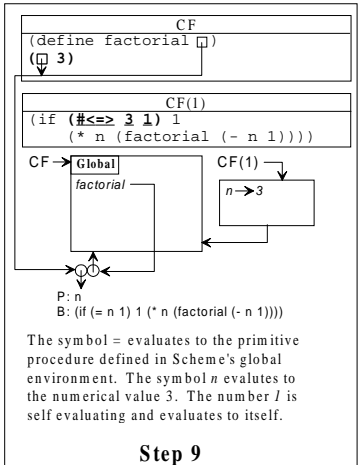 CF
(define factorial )
( 3)
CF(1)
(if (#<=> 3 1) 1
(* n (factorial (- n 1))))
CF Global CF(1)
factorial
n 3
P: n
B: (if (= n 1) 1 (* n (factorial (- n 1))))
The symbol = evaluates to the primitive
procedure defined in Scheme's global
environment. The symbol n evalutes to
the numerical value 3. The number 1 is
self evaluating and evaluates to itself.
Step 9